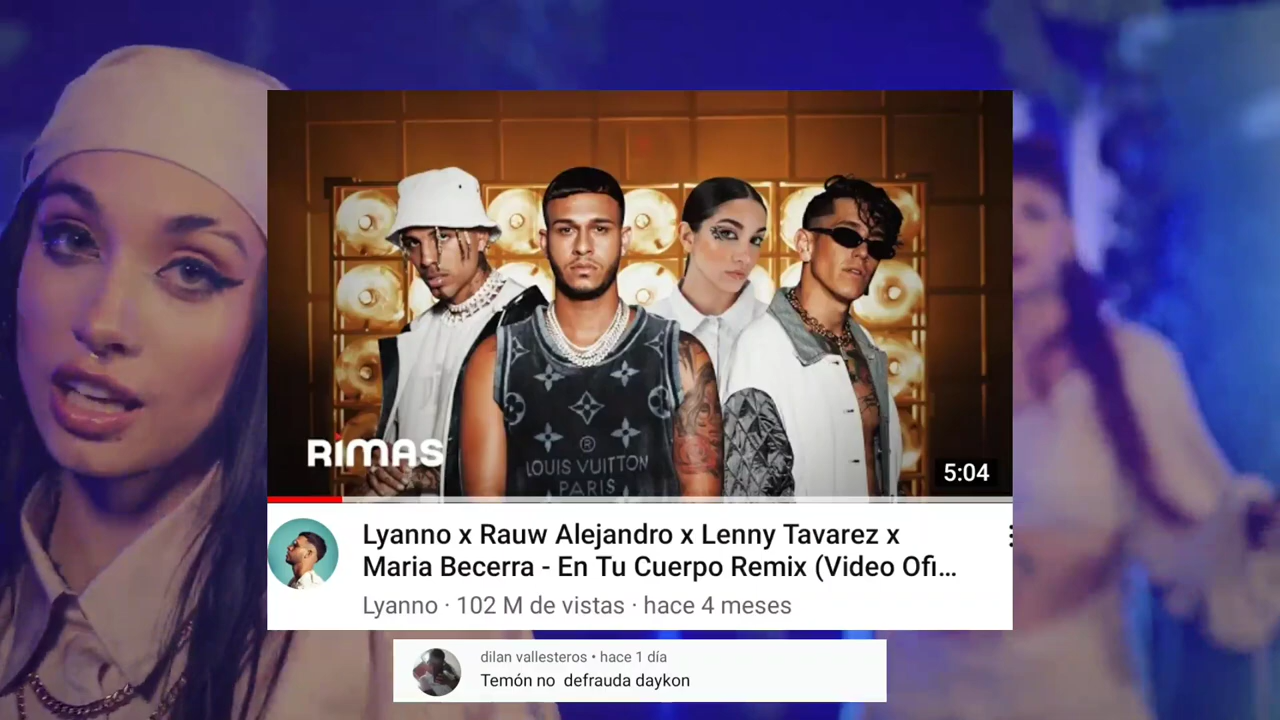 RIMAS
LOUIS VUITTON
PARIS
5:04
Lyanno x Rauw Alejandro x Lenny Tavarez x
Maria Becerra - En Tu Cuerpo Remix (Video Ofi...
Lyanno · 102 M de vistas · hace 4 meses
dilan vallesteros • hace 1 día
Temón no  defrauda daykon